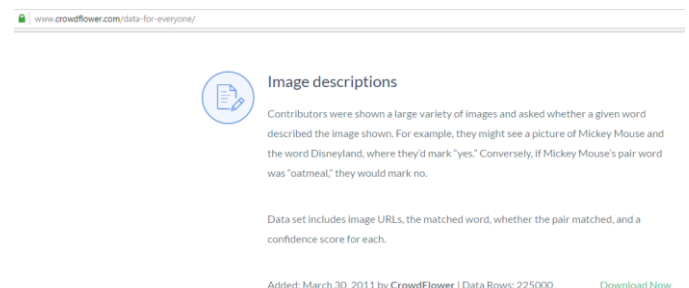 www.crowdflower.com/data-for-everyone/
Image descriptions
Contributors were shown a large variety of images and asked whether a given word
described the image shown. For example, they might see a picture of Mickey Mouse and
the word Disneyland, where they'd mark "yes." Conversely, if Mickey Mouse's pair word
was "oatmeal," they would mark no.
Data set includes image URLs, the matched word, whether the pair matched, and a
confidence score for each.
Added: March 30, 2011 by CrowdFlower | Data Rows: 225000 Download Now